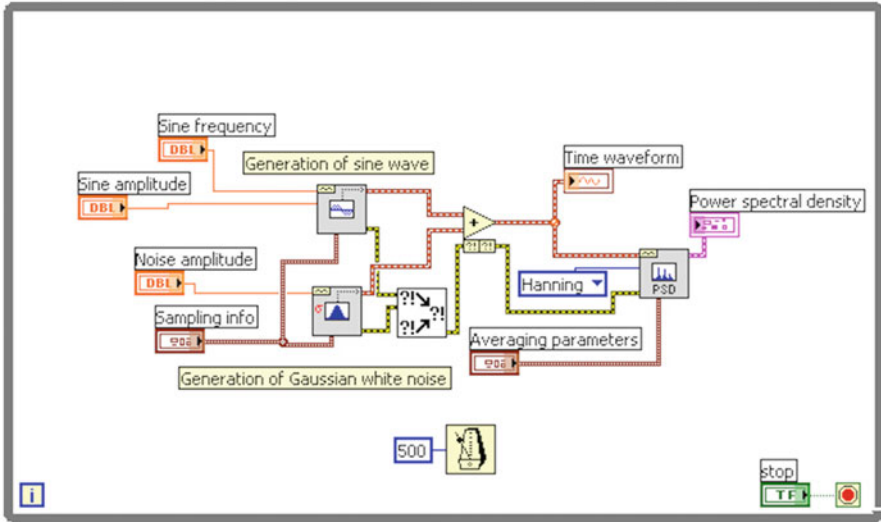 Sine frequency
DBL
Generation of sine wave
Time waveform
Sine amplitude
DBL
Power spectral density
+
?! ?!
Noise amplitude
DBL
Hanning
PSD
σ
?! ?!
?!
Sampling info
Averaging parameters
Generation of Gaussian white noise
500
stop
i
TF